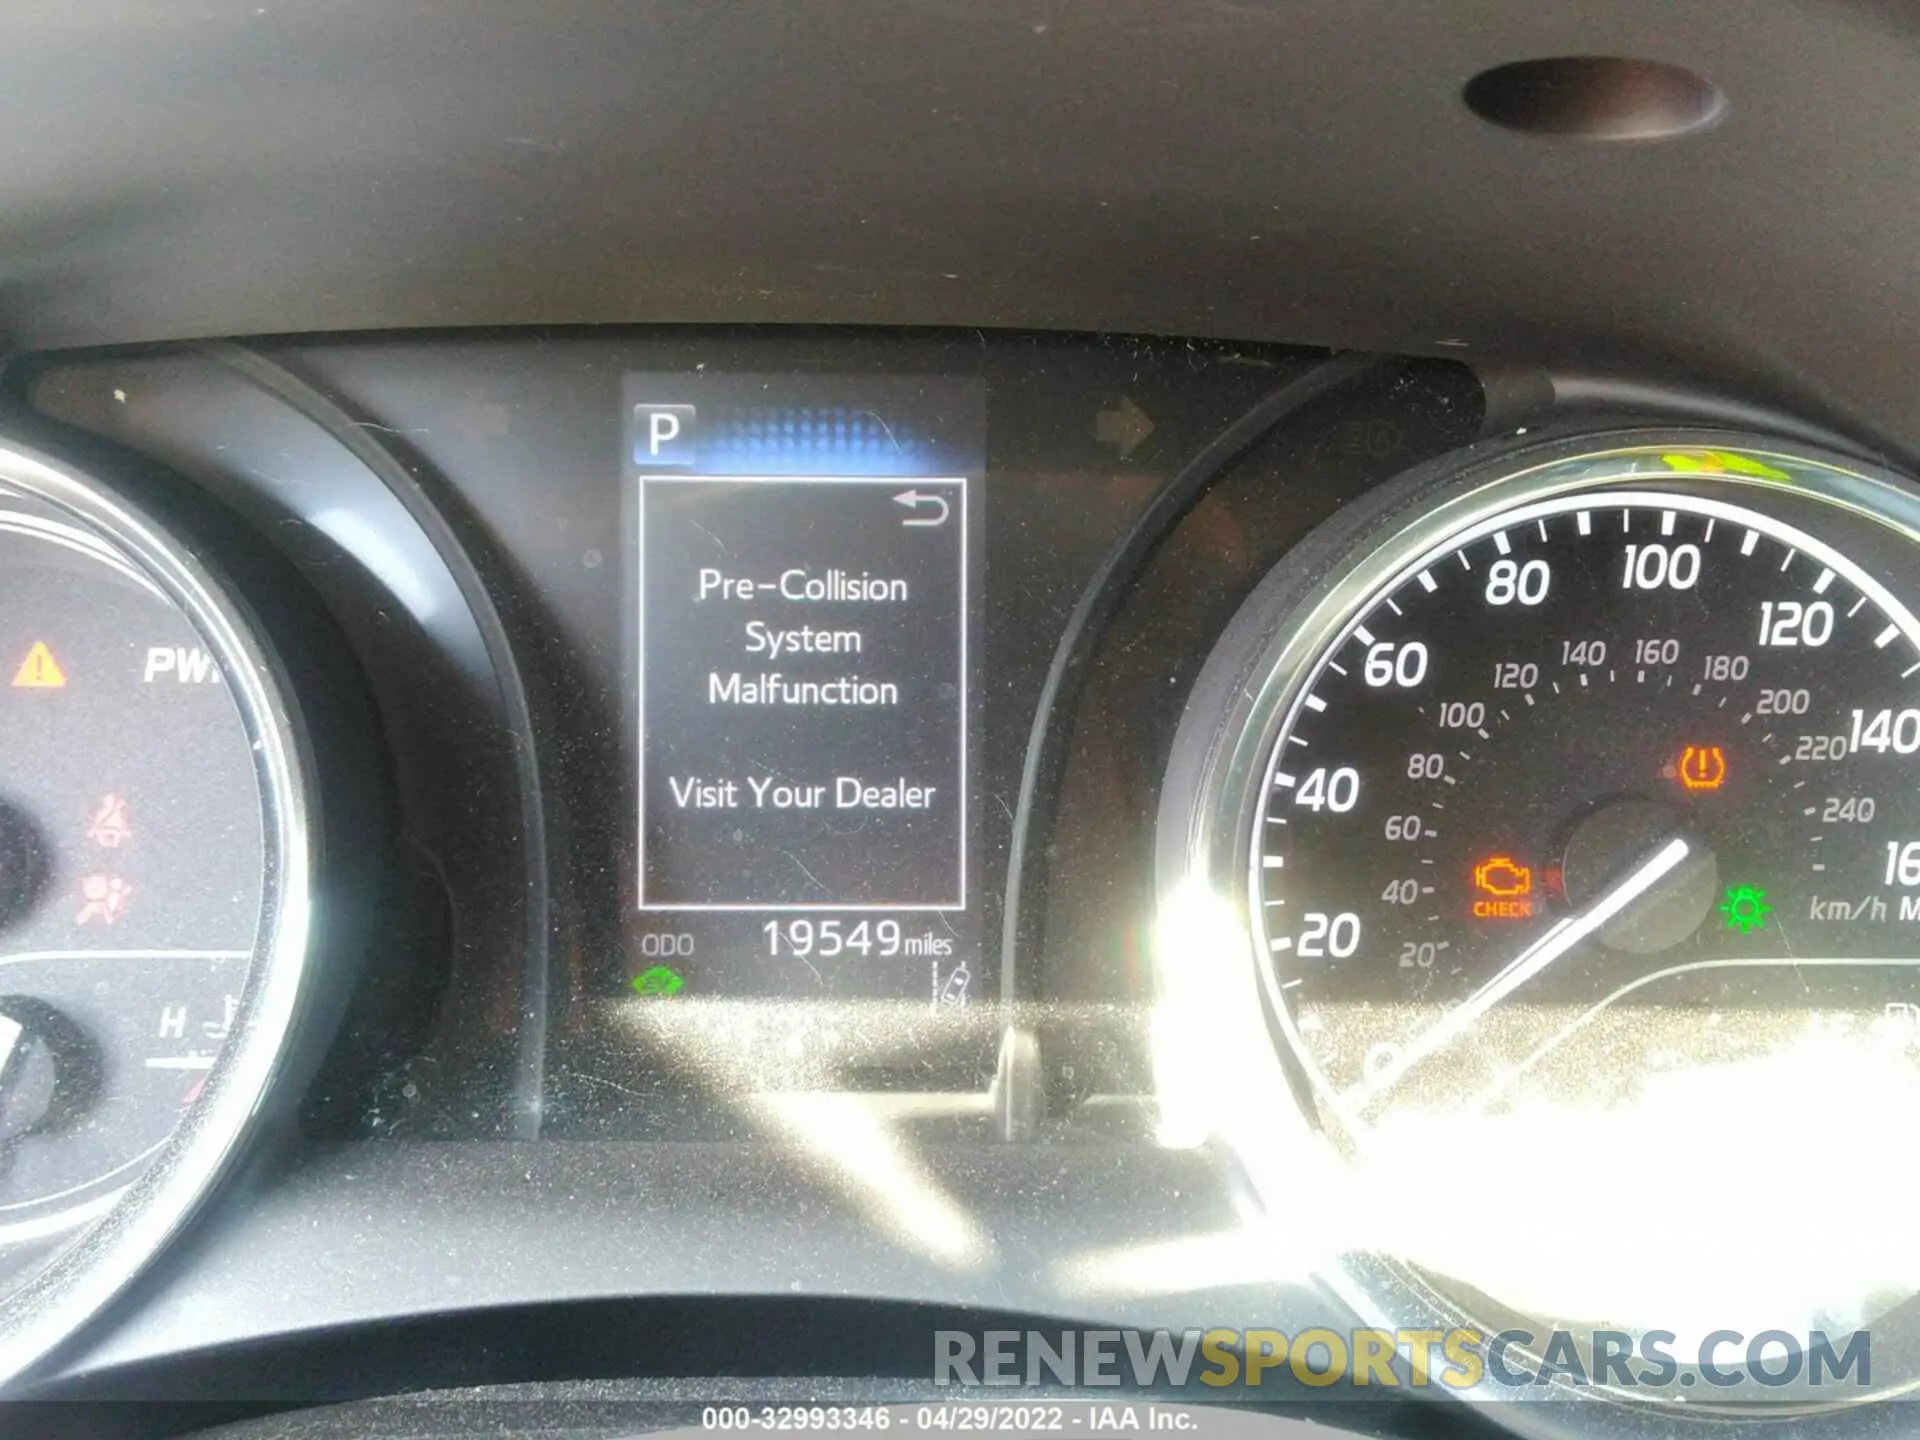 P
Pre-Collision
System
Malfunction
Visit Your Dealer
ODO 19549 miles
H
20 40 60 80 100 120 140
20 40 60 80 100 120 140 160 180 200 220 240
km/h
CHECK
0
RENEWSPORTSCARS.COM
000-32993346 - 04/29/2022 - IAA Inc.